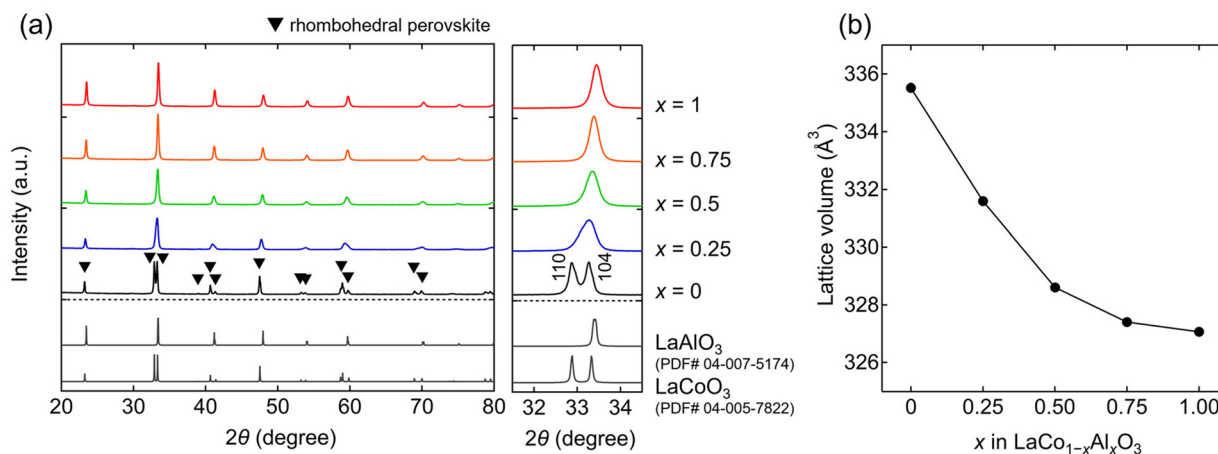 (a)
▼ rhombohedral perovskite
Intensity (a.u.)
x = 1
x = 0.75
x = 0.5
x = 0.25
x = 0
110
104
LaAlO₃
(PDF# 04-007-5174)
LaCoO₃
(PDF# 04-005-7822)
20 30 40 50 60 70 80
2θ (degree)
32 33 34
2θ (degree)
(b)
Lattice volume (Å³)
336
334
332
330
328
326
0 0.25 0.50 0.75 1.00
x in LaCo₁₋ₓAlₓO₃